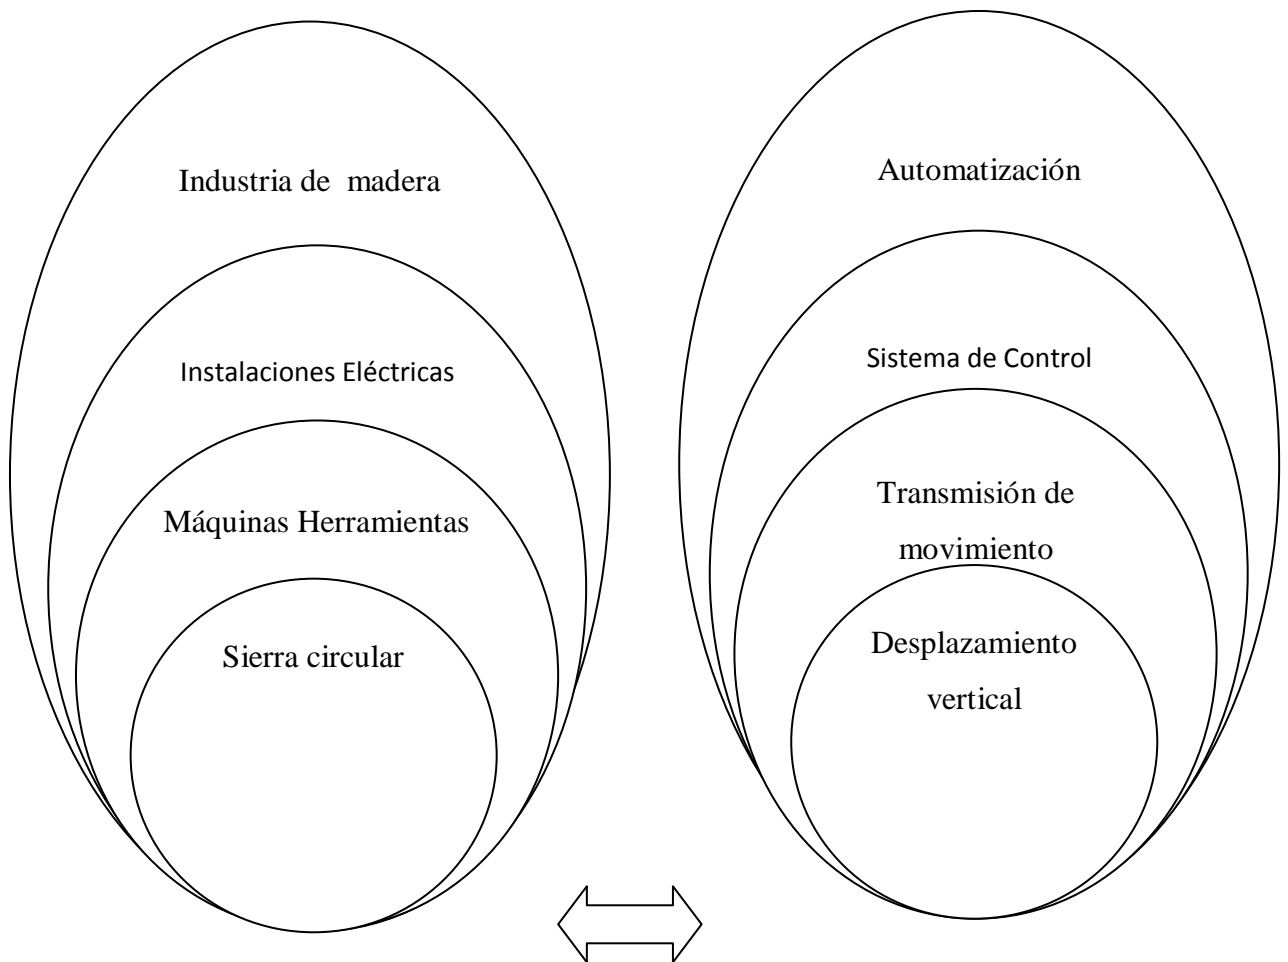 Industria de  madera
Instalaciones Eléctricas
Máquinas Herramientas
Sierra circular
Automatización
Sistema de Control
Transmisión de
movimiento
Desplazamiento
vertical